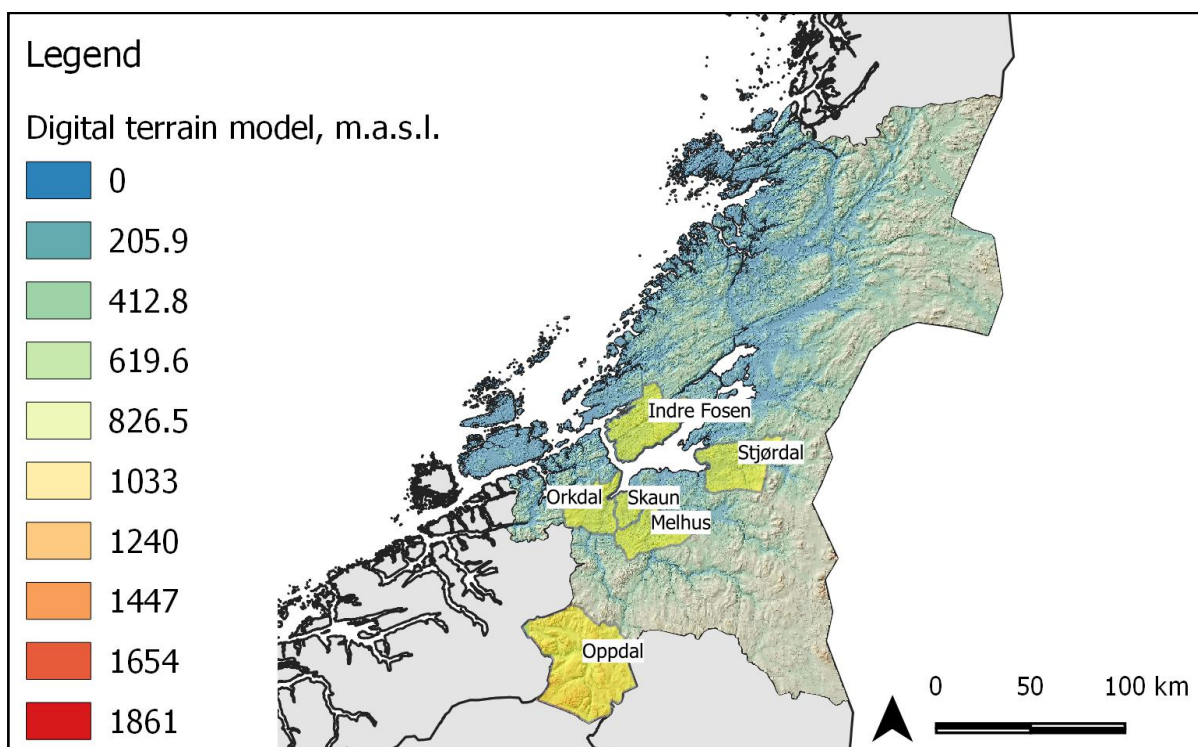 Legend
Digital terrain model, m.a.s.l.
0
205.9
412.8
619.6
826.5
1033
1240
1447
1654
1861
Indre Fosen
Stjørdal
Orkdal
Skaun
Melhus
Oppdal
0 50 100 km